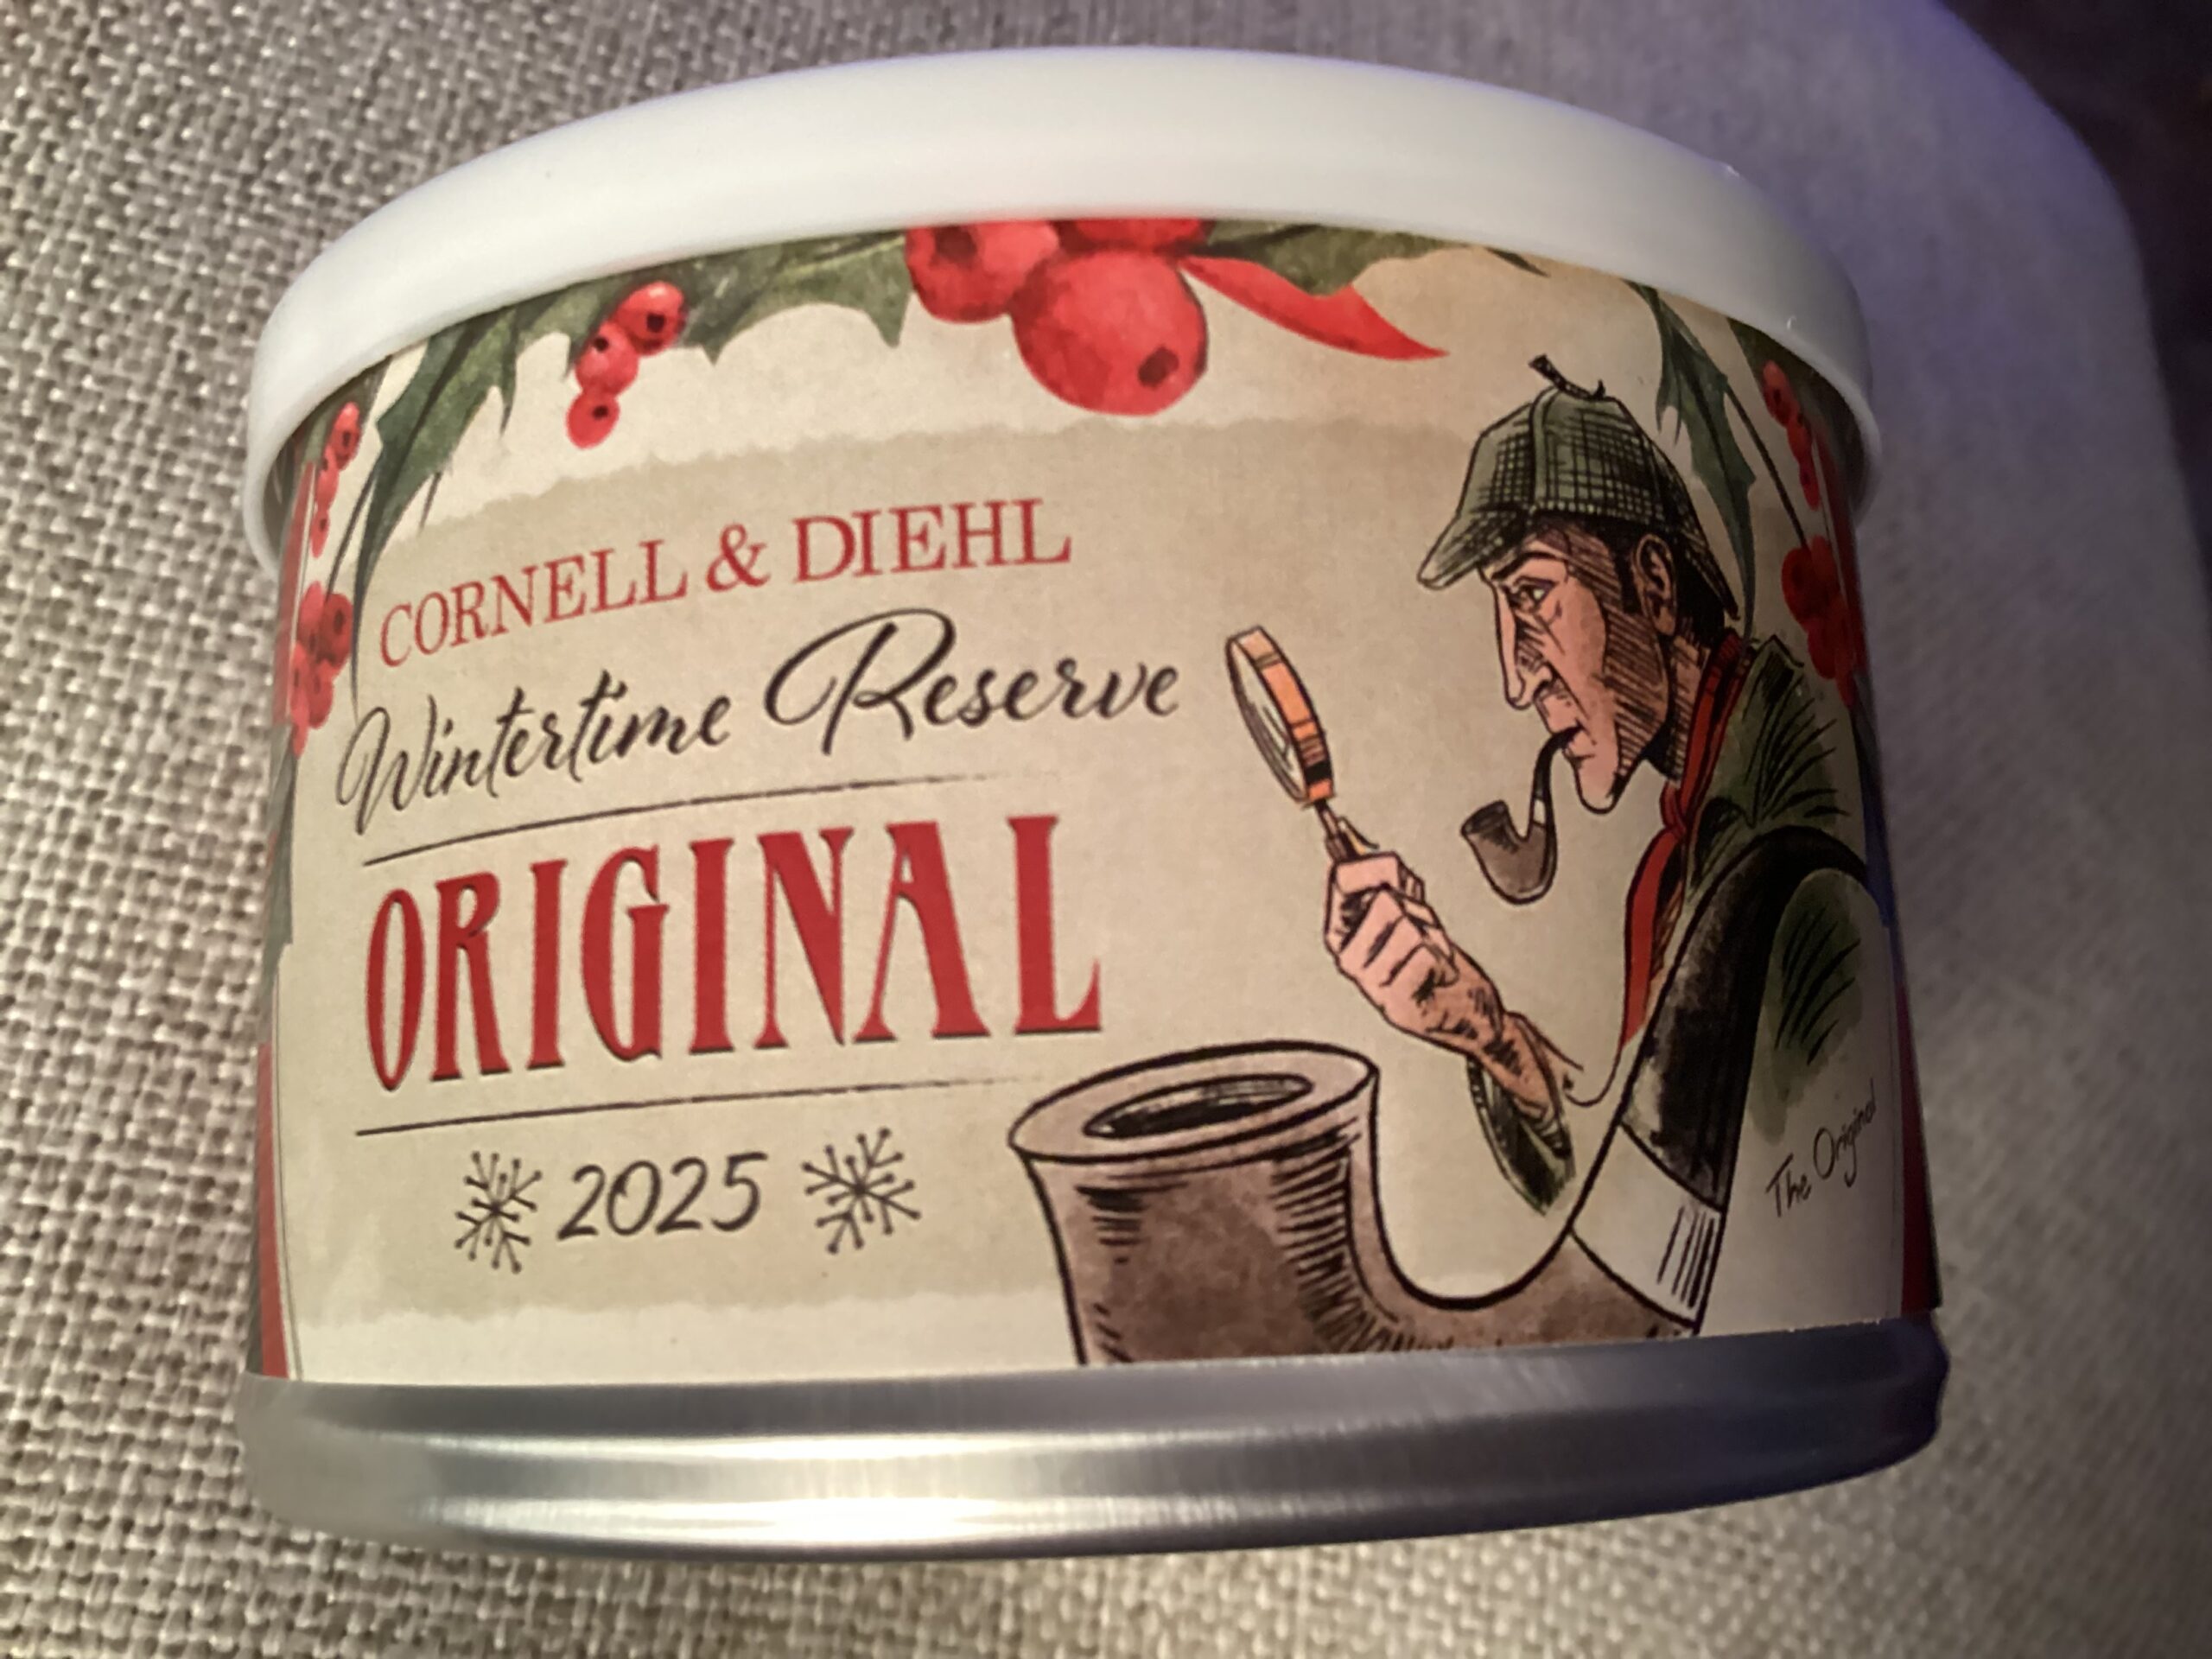 CORNELL & DIEHL
Wintertime Reserve
ORIGINAL
2025
The Original